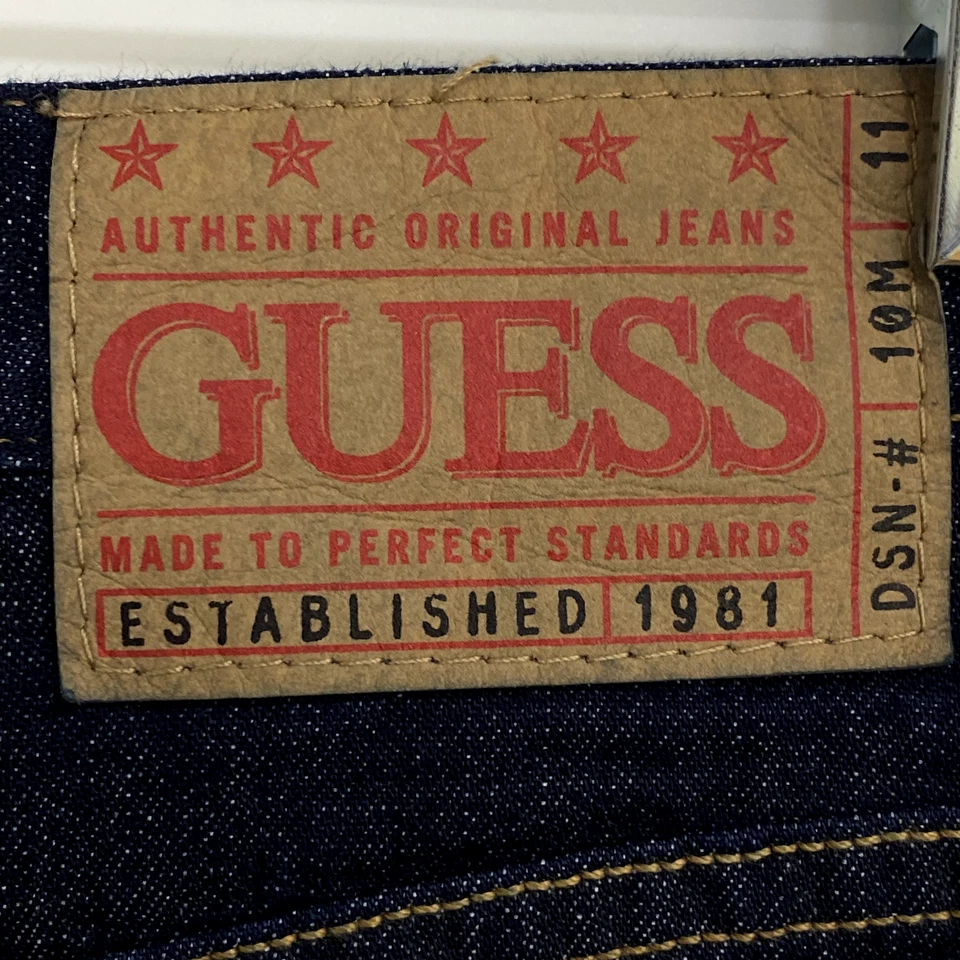 AUTHENTIC ORIGINAL JEANS
GUESS
MADE TO PERFECT STANDARDS
ESTABLISHED 1981
DSN-# 10M 11